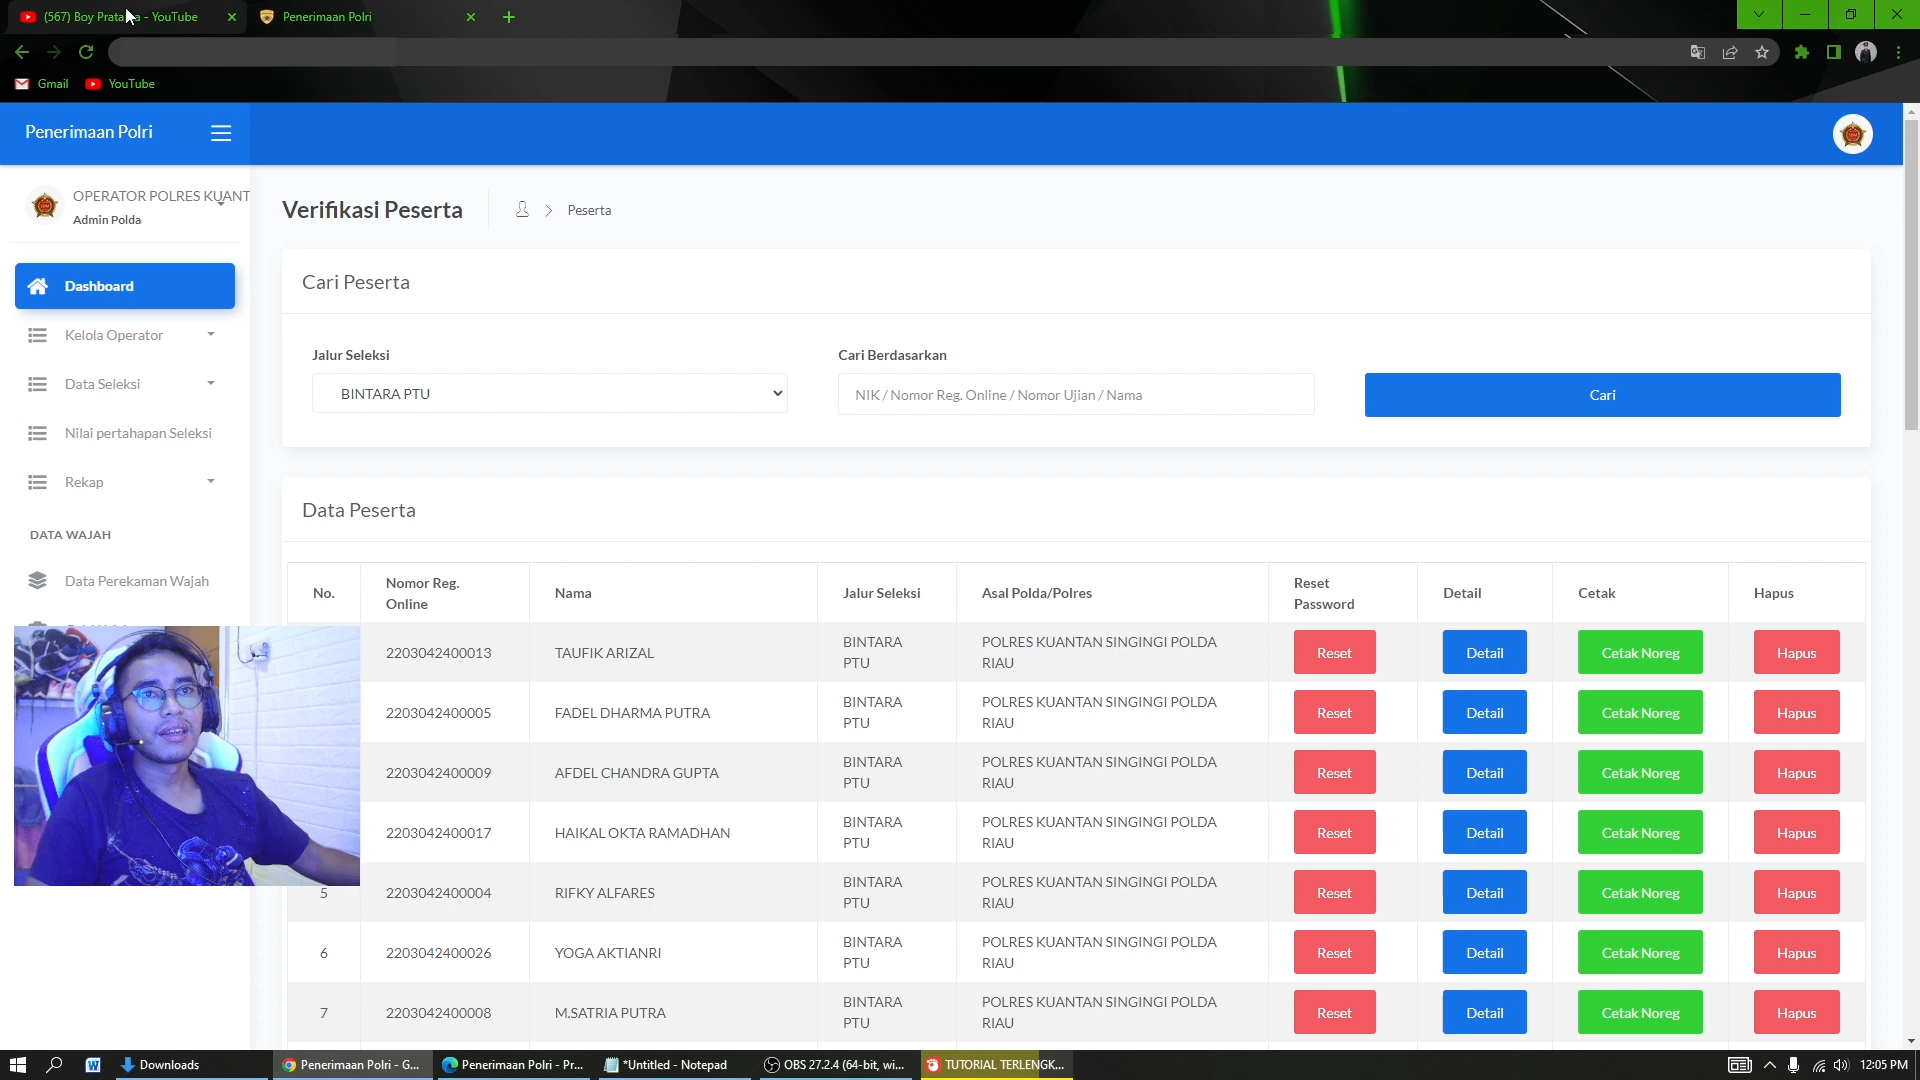 (567) Boy Prata a - YouTube
Penerimaan Polri
Gmail
YouTube
Penerimaan Polri
OPERATOR POLRES KUANT
Admin Polda
Verifikasi Peserta
Peserta
Dashboard
Cari Peserta
Kelola Operator
Jalur Seleksi
Cari Berdasarkan
Data Seleksi
BINTARA PTU
NIK / Nomor Reg. Online / Nomor Ujian / Nama
Cari
Nilai pertahapan Seleksi
Rekap
Data Peserta
DATA WAJAH
Data Perekaman Wajah
No.
Nomor Reg. Online
Nama
Jalur Seleksi
Asal Polda/Polres
Reset Password
Detail
Cetak
Hapus
2203042400013 TAUFIK ARIZAL BINTARA PTU POLRES KUANTAN SINGINGI POLDA RIAU Reset Detail Cetak Noreg Hapus
2203042400005 FADEL DHARMA PUTRA BINTARA PTU POLRES KUANTAN SINGINGI POLDA RIAU Reset Detail Cetak Noreg Hapus
2203042400009 AFDEL CHANDRA GUPTA BINTARA PTU POLRES KUANTAN SINGINGI POLDA RIAU Reset Detail Cetak Noreg Hapus
2203042400017 HAIKAL OKTA RAMADHAN BINTARA PTU POLRES KUANTAN SINGINGI POLDA RIAU Reset Detail Cetak Noreg Hapus
5 2203042400004 RIFKY ALFARES BINTARA PTU POLRES KUANTAN SINGINGI POLDA RIAU Reset Detail Cetak Noreg Hapus
6 2203042400026 YOGA AKTIANRI BINTARA PTU POLRES KUANTAN SINGINGI POLDA RIAU Reset Detail Cetak Noreg Hapus
7 2203042400008 M.SATRIA PUTRA BINTARA PTU POLRES KUANTAN SINGINGI POLDA RIAU Reset Detail Cetak Noreg Hapus
Downloads
Penerimaan Polri - G...
Penerimaan Polri - Pr...
*Untitled - Notepad
OBS 27.2.4 (64-bit, wi...
TUTORIAL TERLENGK...
12:05 PM